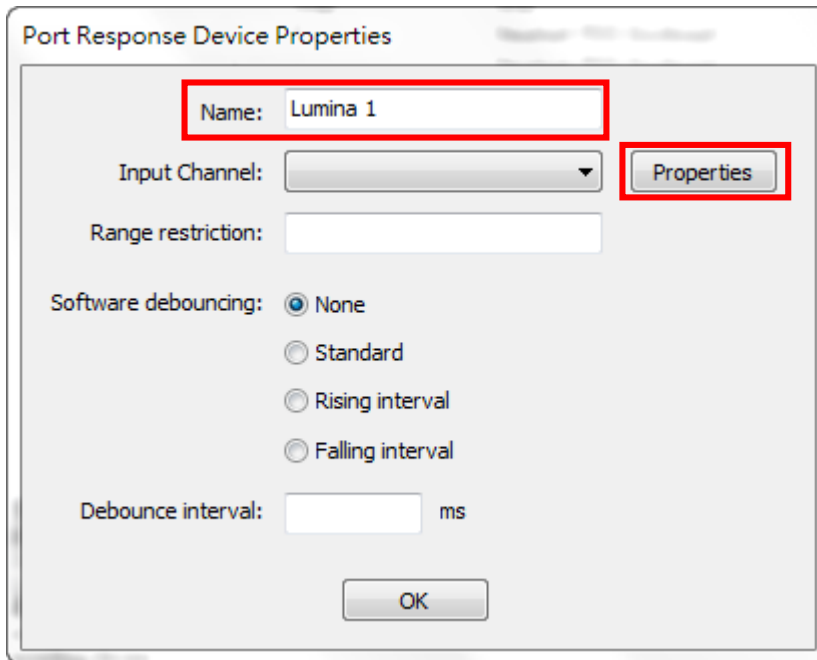 Port Response Device Properties
Name: Lumina 1
Input Channel: Properties
Range restriction:
Software debouncing: None
Standard
Rising interval
Falling interval
Debounce interval: ms
OK